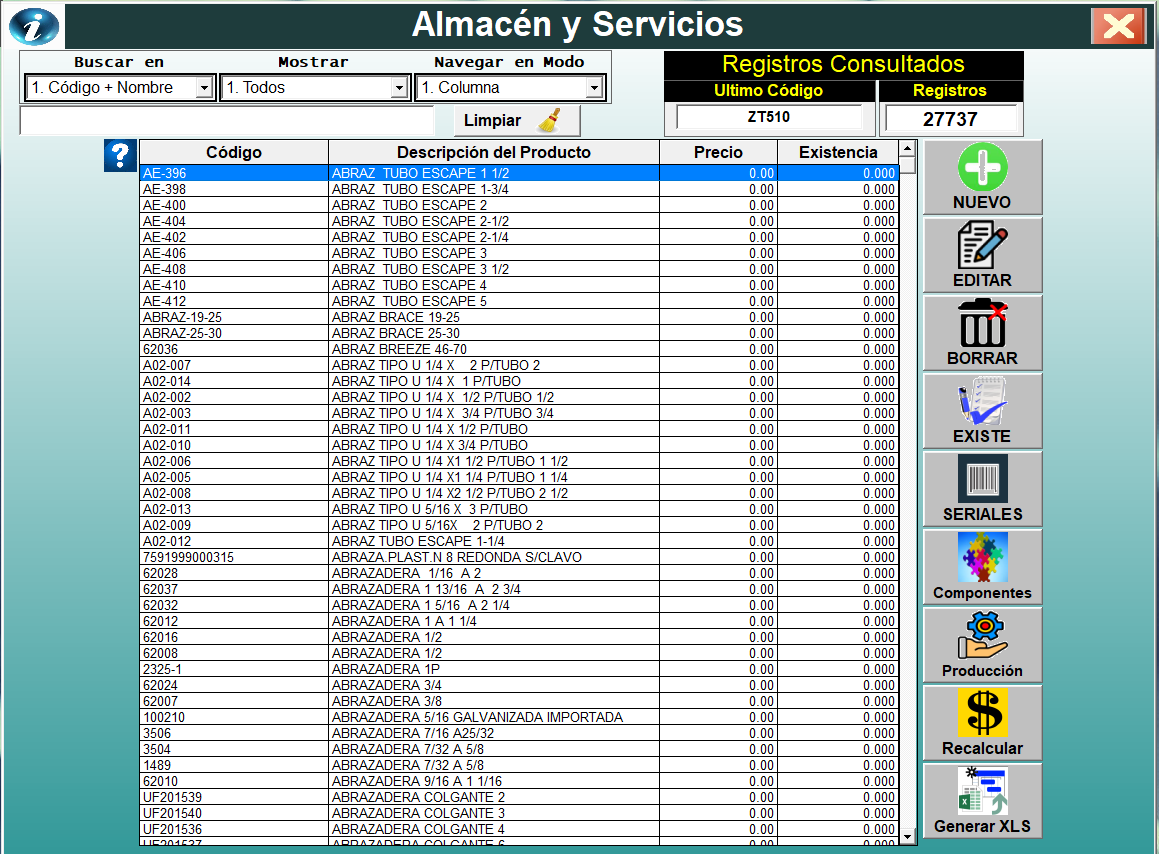 Almacén y Servicios
Buscar en Mostrar Navegar en Modo
1. Código + Nombre 1. Todos 1. Columna
Limpiar
Registros Consultados
Ultimo Código Registros
ZT510 27737
Código Descripción del Producto Precio Existencia
AE-396 ABRAZ TUBO ESCAPE 1 1/2 0.00 0.000
AE-398 ABRAZ TUBO ESCAPE 1-3/4 0.00 0.000
AE-400 ABRAZ TUBO ESCAPE 2 0.00 0.000
AE-404 ABRAZ TUBO ESCAPE 2-1/2 0.00 0.000
AE-402 ABRAZ TUBO ESCAPE 2-1/4 0.00 0.000
AE-406 ABRAZ TUBO ESCAPE 3 0.00 0.000
AE-408 ABRAZ TUBO ESCAPE 3 1/2 0.00 0.000
AE-410 ABRAZ TUBO ESCAPE 4 0.00 0.000
AE-412 ABRAZ TUBO ESCAPE 5 0.00 0.000
ABRAZ-19-25 ABRAZ BRACE 19-25 0.00 0.000
ABRAZ-25-30 ABRAZ BRACE 25-30 0.00 0.000
62036 ABRAZ BREEZE 46-70 0.00 0.000
A02-007 ABRAZ TIPO U 1/4 X 2 P/TUBO 2 0.00 0.000
A02-014 ABRAZ TIPO U 1/4 X 1 P/TUBO 0.00 0.000
A02-002 ABRAZ TIPO U 1/4 X 1/2 P/TUBO 1/2 0.00 0.000
A02-003 ABRAZ TIPO U 1/4 X 3/4 P/TUBO 3/4 0.00 0.000
A02-011 ABRAZ TIPO U 1/4 X 1/2 P/TUBO 0.00 0.000
A02-010 ABRAZ TIPO U 1/4 X 3/4 P/TUBO 0.00 0.000
A02-006 ABRAZ TIPO U 1/4 X1 1/2 P/TUBO 1 1/2 0.00 0.000
A02-005 ABRAZ TIPO U 1/4 X1 1/4 P/TUBO 1 1/4 0.00 0.000
A02-008 ABRAZ TIPO U 1/4 X2 1/2 P/TUBO 2 1/2 0.00 0.000
A02-013 ABRAZ TIPO U 5/16 X 3 P/TUBO 0.00 0.000
A02-009 ABRAZ TIPO U 5/16X 2 P/TUBO 2 0.00 0.000
A02-012 ABRAZ TUBO ESCAPE 1-1/4 0.00 0.000
7591999000315 ABRAZA.PLAST.N 8 REDONDA S/CLAVO 0.00 0.000
62028 ABRAZADERA 1/16 A 2 0.00 0.000
62037 ABRAZADERA 1 13/16 A 2 3/4 0.00 0.000
62032 ABRAZADERA 1 5/16 A 2 1/4 0.00 0.000
62012 ABRAZADERA 1 A 1 1/4 0.00 0.000
62016 ABRAZADERA 1/2 0.00 0.000
62008 ABRAZADERA 1/2 0.00 0.000
2325-1 ABRAZADERA 1P 0.00 0.000
62024 ABRAZADERA 3/4 0.00 0.000
62007 ABRAZADERA 3/8 0.00 0.000
100210 ABRAZADERA 5/16 GALVANIZADA IMPORTADA 0.00 0.000
3506 ABRAZADERA 7/16 A25/32 0.00 0.000
3504 ABRAZADERA 7/32 A 5/8 0.00 0.000
1489 ABRAZADERA 7/32 A 5/8 0.00 0.000
62010 ABRAZADERA 9/16 A 1 1/16 0.00 0.000
UF201539 ABRAZADERA COLGANTE 2 0.00 0.000
UF201540 ABRAZADERA COLGANTE 3 0.00 0.000
UF201536 ABRAZADERA COLGANTE 4 0.00 0.000
UF201537 ABRAZADERA COLGANTE 6 0.00 0.000
NUEVO
EDITAR
BORRAR
EXISTE
SERIALES
Componentes
Producción
Recalcular
Generar XLS